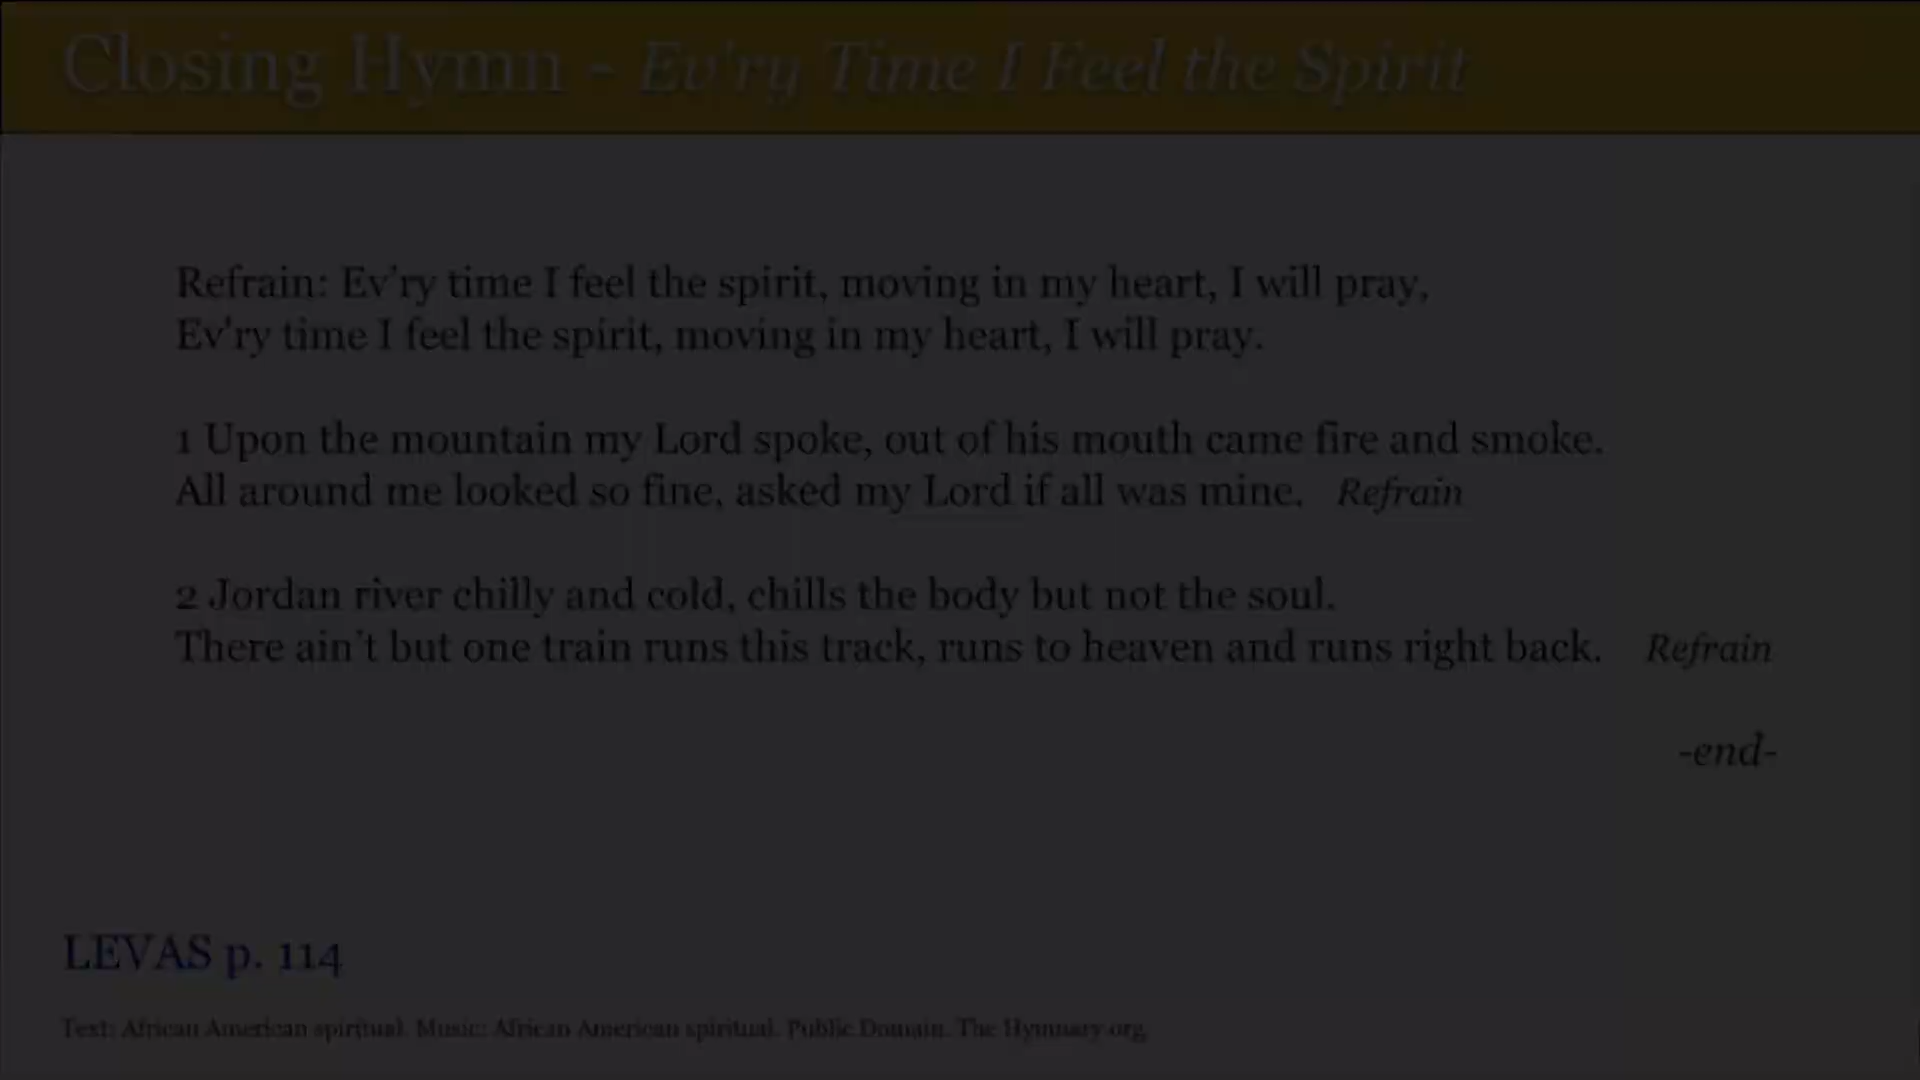 Closing Hymn - Ev'ry Time I Feel the Spirit
Refrain: Ev'ry time I feel the spirit, moving in my heart, I will pray,
Ev'ry time I feel the spirit, moving in my heart, I will pray.
1 Upon the mountain my Lord spoke, out of his mouth came fire and smoke.
All around me looked so fine, asked my Lord if all was mine. Refrain
2 Jordan river chilly and cold, chills the body but not the soul.
There ain't but one train runs this track, runs to heaven and runs right back. Refrain
-end-
LEVAS p. 114
Text: African American spiritual. Music: African American spiritual. Public Domain. The Hymnary.org.